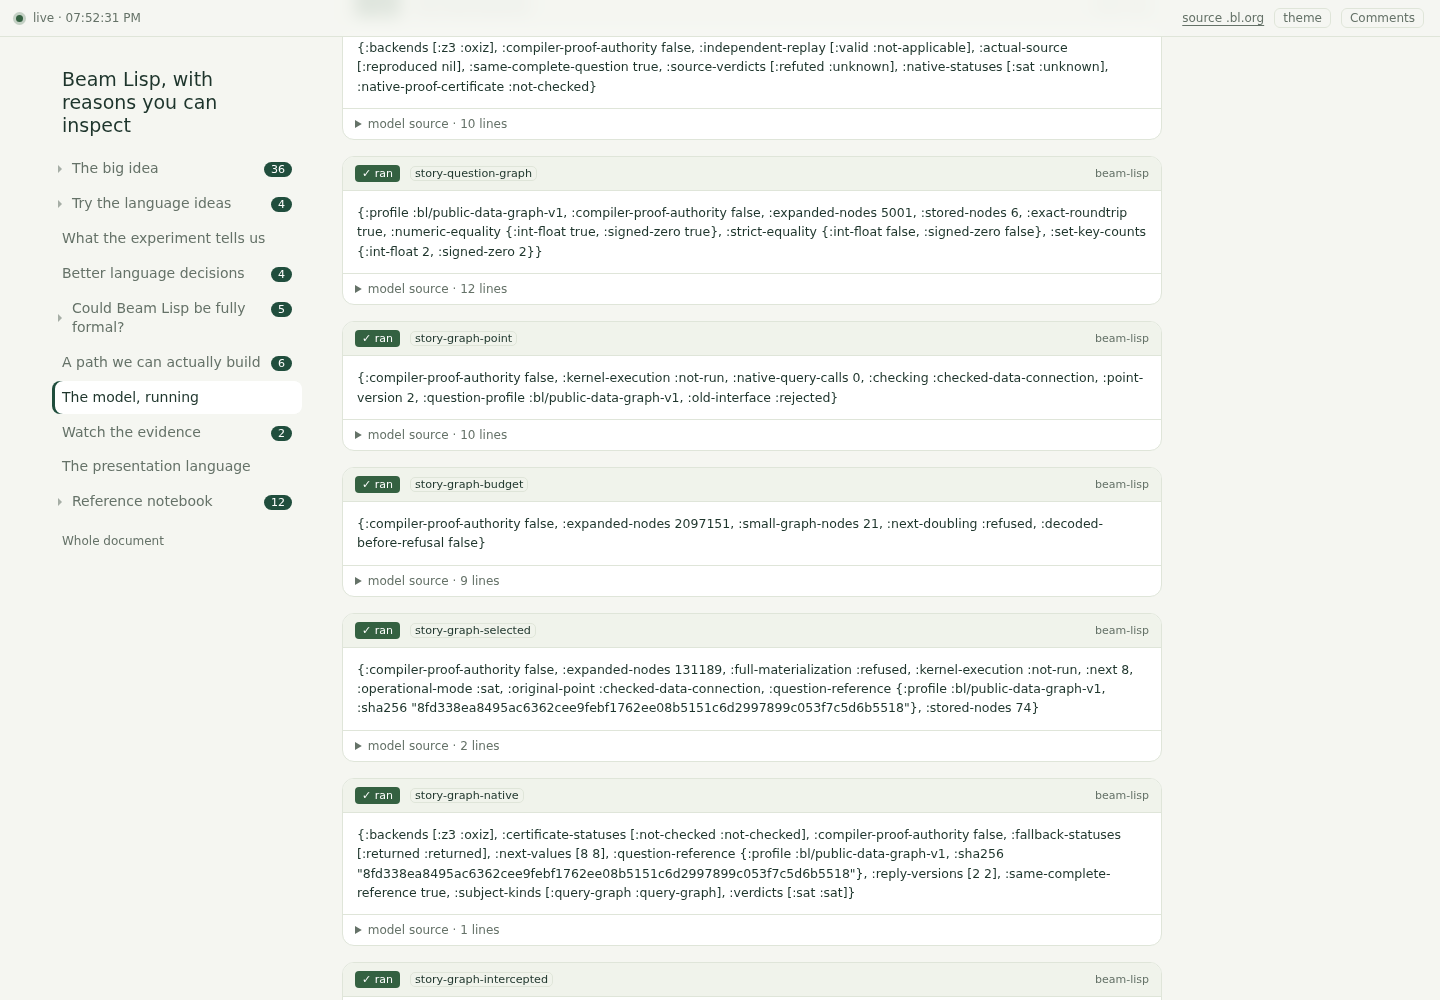 live · 07:52:31 PM
source .bl.org
theme
Comments
Beam Lisp, with
reasons you can
inspect
The big idea
36
Try the language ideas
4
What the experiment tells us
Better language decisions
4
Could Beam Lisp be fully
formal?
5
A path we can actually build
6
The model, running
Watch the evidence
2
The presentation language
Reference notebook
12
Whole document
{:backends [:z3 :oxiz], :compiler-proof-authority false, :independent-replay [:valid :not-applicable], :actual-source
[:reproduced nil], :same-complete-question true, :source-verdicts [:refuted :unknown], :native-statuses [:sat :unknown],
:native-proof-certificate :not-checked}
model source · 10 lines
✓ ran
story-question-graph
beam-lisp
{:profile :bl/public-data-graph-v1, :compiler-proof-authority false, :expanded-nodes 5001, :stored-nodes 6, :exact-roundtrip
true, :numeric-equality {:int-float true, :signed-zero true}, :strict-equality {:int-float false, :signed-zero false}, :set-key-counts
{:int-float 2, :signed-zero 2}}
model source · 12 lines
✓ ran
story-graph-point
beam-lisp
{:compiler-proof-authority false, :kernel-execution :not-run, :native-query-calls 0, :checking :checked-data-connection, :point-
version 2, :question-profile :bl/public-data-graph-v1, :old-interface :rejected}
model source · 10 lines
✓ ran
story-graph-budget
beam-lisp
{:compiler-proof-authority false, :expanded-nodes 2097151, :small-graph-nodes 21, :next-doubling :refused, :decoded-
before-refusal false}
model source · 9 lines
✓ ran
story-graph-selected
beam-lisp
{:compiler-proof-authority false, :expanded-nodes 131189, :full-materialization :refused, :kernel-execution :not-run, :next 8,
:operational-mode :sat, :original-point :checked-data-connection, :question-reference {:profile :bl/public-data-graph-v1,
:sha256 "8fd338ea8495ac6362cee9febf1762ee08b5151c6d2997899c053f7c5d6b5518"}, :stored-nodes 74}
model source · 2 lines
✓ ran
story-graph-native
beam-lisp
{:backends [:z3 :oxiz], :certificate-statuses [:not-checked :not-checked], :compiler-proof-authority false, :fallback-statuses
[:returned :returned], :next-values [8 8], :question-reference {:profile :bl/public-data-graph-v1, :sha256
"8fd338ea8495ac6362cee9febf1762ee08b5151c6d2997899c053f7c5d6b5518"}, :reply-versions [2 2], :same-complete-
reference true, :subject-kinds [:query-graph :query-graph], :verdicts [:sat :sat]}
model source · 1 lines
✓ ran
story-graph-intercepted
beam-lisp